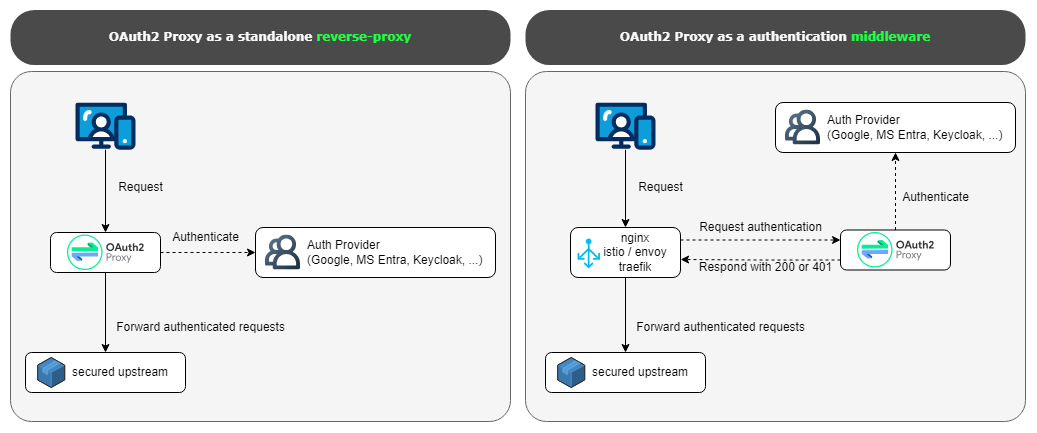 OAuth2 Proxy as a standalone reverse-proxy
Request
OAuth2
Proxy
Authenticate
Auth Provider
(Google, MS Entra, Keycloak, ...)
Forward authenticated requests
secured upstream
OAuth2 Proxy as a authentication middleware
Auth Provider
(Google, MS Entra, Keycloak, ...)
Request
Authenticate
nginx
istio / envoy
traefik
Request authentication
OAuth2
Proxy
Respond with 200 or 401
Forward authenticated requests
secured upstream